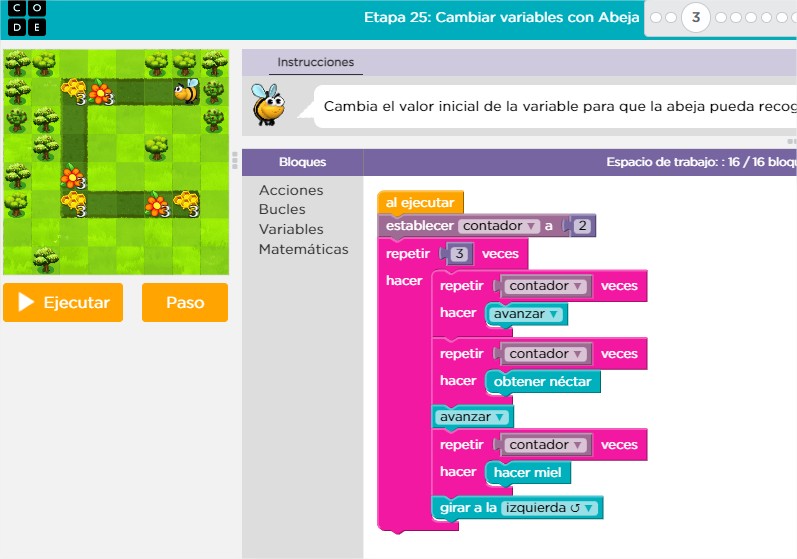 C O
D E
Etapa 25: Cambiar variables con Abeja
3
Instrucciones
Cambia el valor inicial de la variable para que la abeja pueda recog
Bloques
Espacio de trabajo: : 16 / 16 bloqu
Acciones
Bucles
Variables
Matemáticas
3
3
3
3
3
3
Ejecutar
Paso
al ejecutar
establecer contador a 2
repetir 3 veces
hacer
repetir contador veces
hacer avanzar
repetir contador veces
hacer obtener néctar
avanzar
repetir contador veces
hacer hacer miel
girar a la izquierda ↺